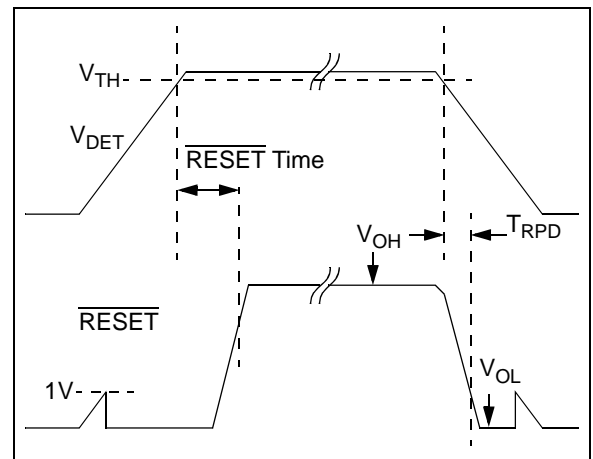 VTH
VDET
RESET Time
VOH
TRPD
RESET
1V
VOL